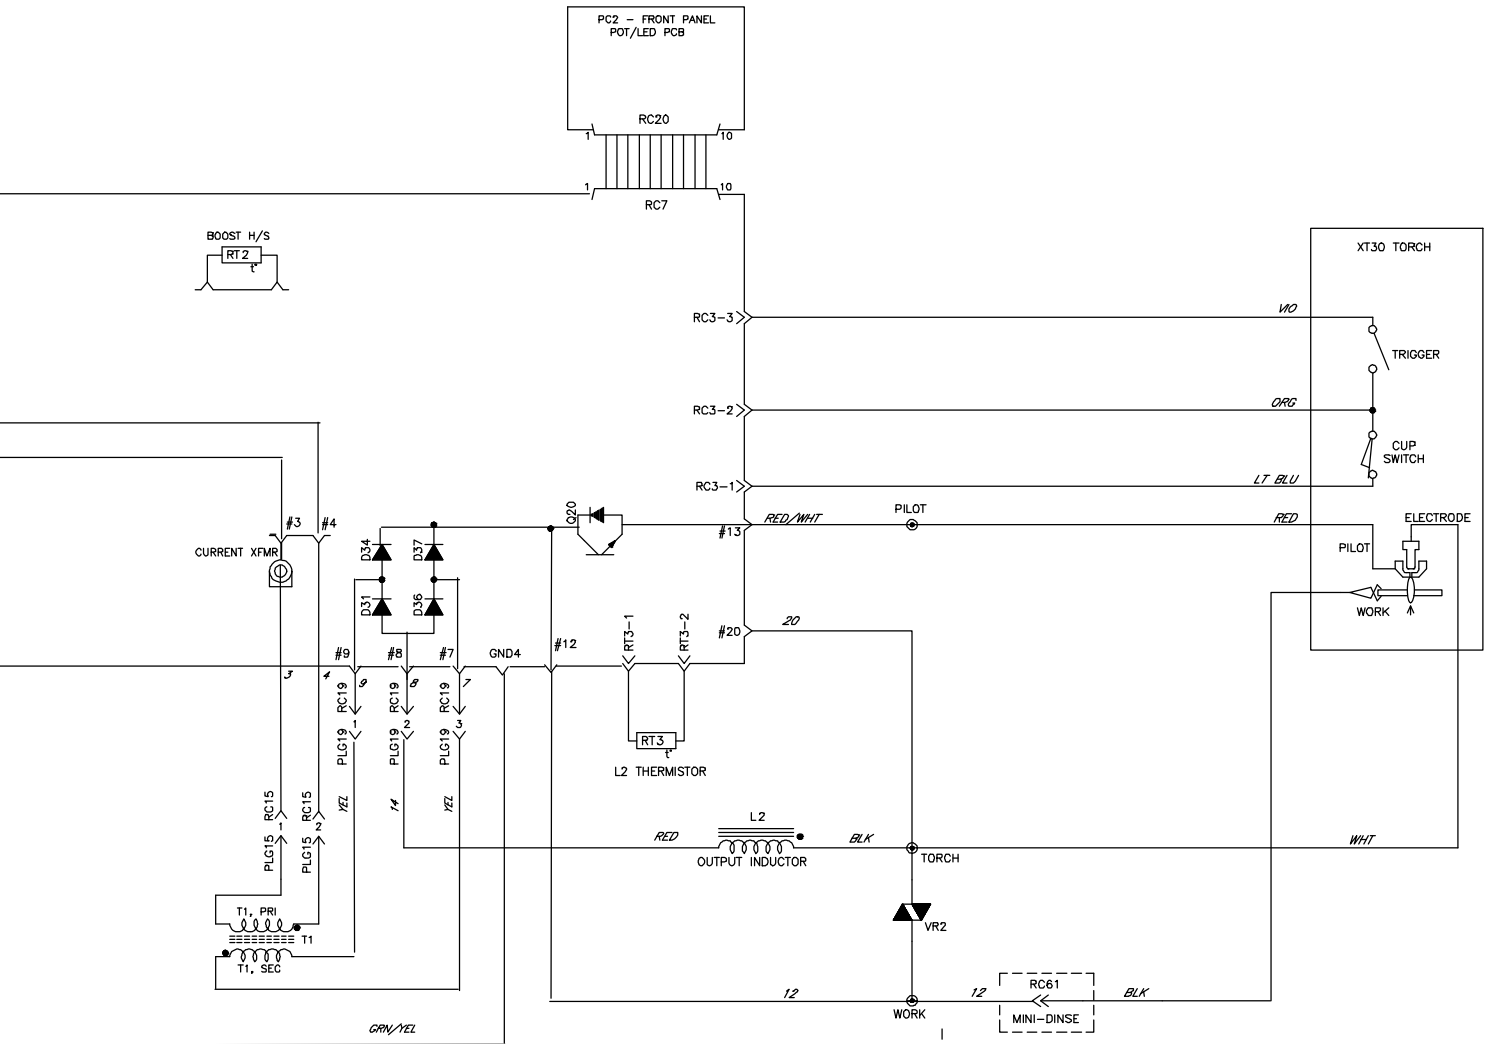 PC2 – FRONT PANEL
POT/LED PCB
RC20
1
10
1
10
RC7
BOOST H/S
RT2
t°
XT30 TORCH
RC3-3
VIO
TRIGGER
RC3-2
ORG
CUP
SWITCH
RC3-1
LT BLU
#3
#4
CURRENT XFMR
D34
D37
D31
D36
Q20
#13
RED/WHT
PILOT
RED
ELECTRODE
PILOT
WORK
#20
20
#9
#8
#7
GND4
#12
RT3-1
RT3-2
3
4
9
8
7
RC19
RC19
RC19
1
2
3
PLG19
PLG19
PLG19
RT3
t°
L2 THERMISTOR
YEL
14
YEL
RC15
RC15
1
2
PLG15
PLG15
L2
RED
BLK
OUTPUT INDUCTOR
TORCH
WHT
T1, PRI
T1
T1, SEC
VR2
12
12
RC61
BLK
WORK
MINI-DINSE
GRN/YEL